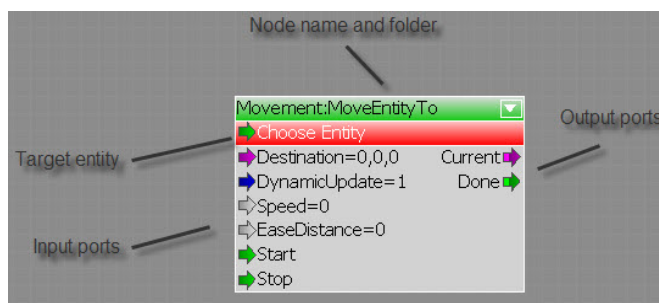 Node name and folder
Movement:MoveEntityTo
Output ports
Choose Entity
Target entity
Destination=0,0,0 Current
DynamicUpdate=1 Done
Speed=0
EaseDistance=0
Input ports
Start
Stop